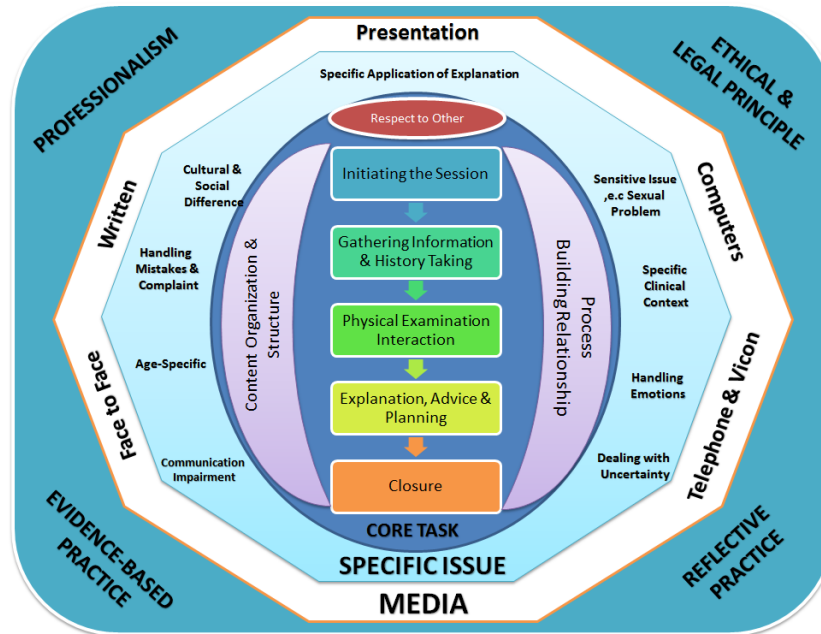 PROFESSIONALISM
Presentation
ETHICAL &
LEGAL PRINCIPLE
Specific Application of Explanation
Respect to Other
Written
Computers
Cultural &
Social
Difference
Initiating the Session
Sensitive Issue
,e.c Sexual
Problem
Handling
Mistakes &
Complaint
Content Organization &
Structure
Gathering Information
& History Taking
Process
Building Relationship
Specific
Clinical
Context
Physical Examination
Interaction
Age-Specific
Face to Face
Explanation, Advice &
Planning
Handling
Emotions
Telephone & Vicon
Communication
Impairment
Closure
Dealing with
Uncertainty
CORE TASK
SPECIFIC ISSUE
MEDIA
EVIDENCE-BASED
PRACTICE
REFLECTIVE
PRACTICE